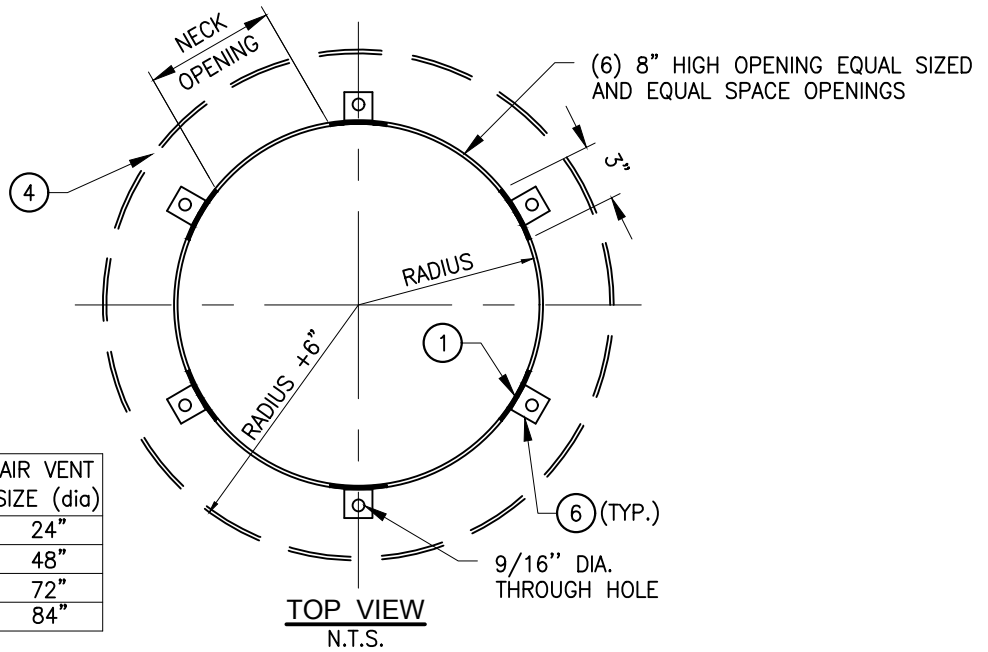 NECK
OPENING
(6) 8" HIGH OPENING EQUAL SIZED
AND EQUAL SPACE OPENINGS
3"
4
RADIUS
1
RADIUS +6"
AIR VENT
SIZE (dia)
24"
48"
72"
84"
6 (TYP.)
9/16'' DIA.
THROUGH HOLE
TOP VIEW
N.T.S.